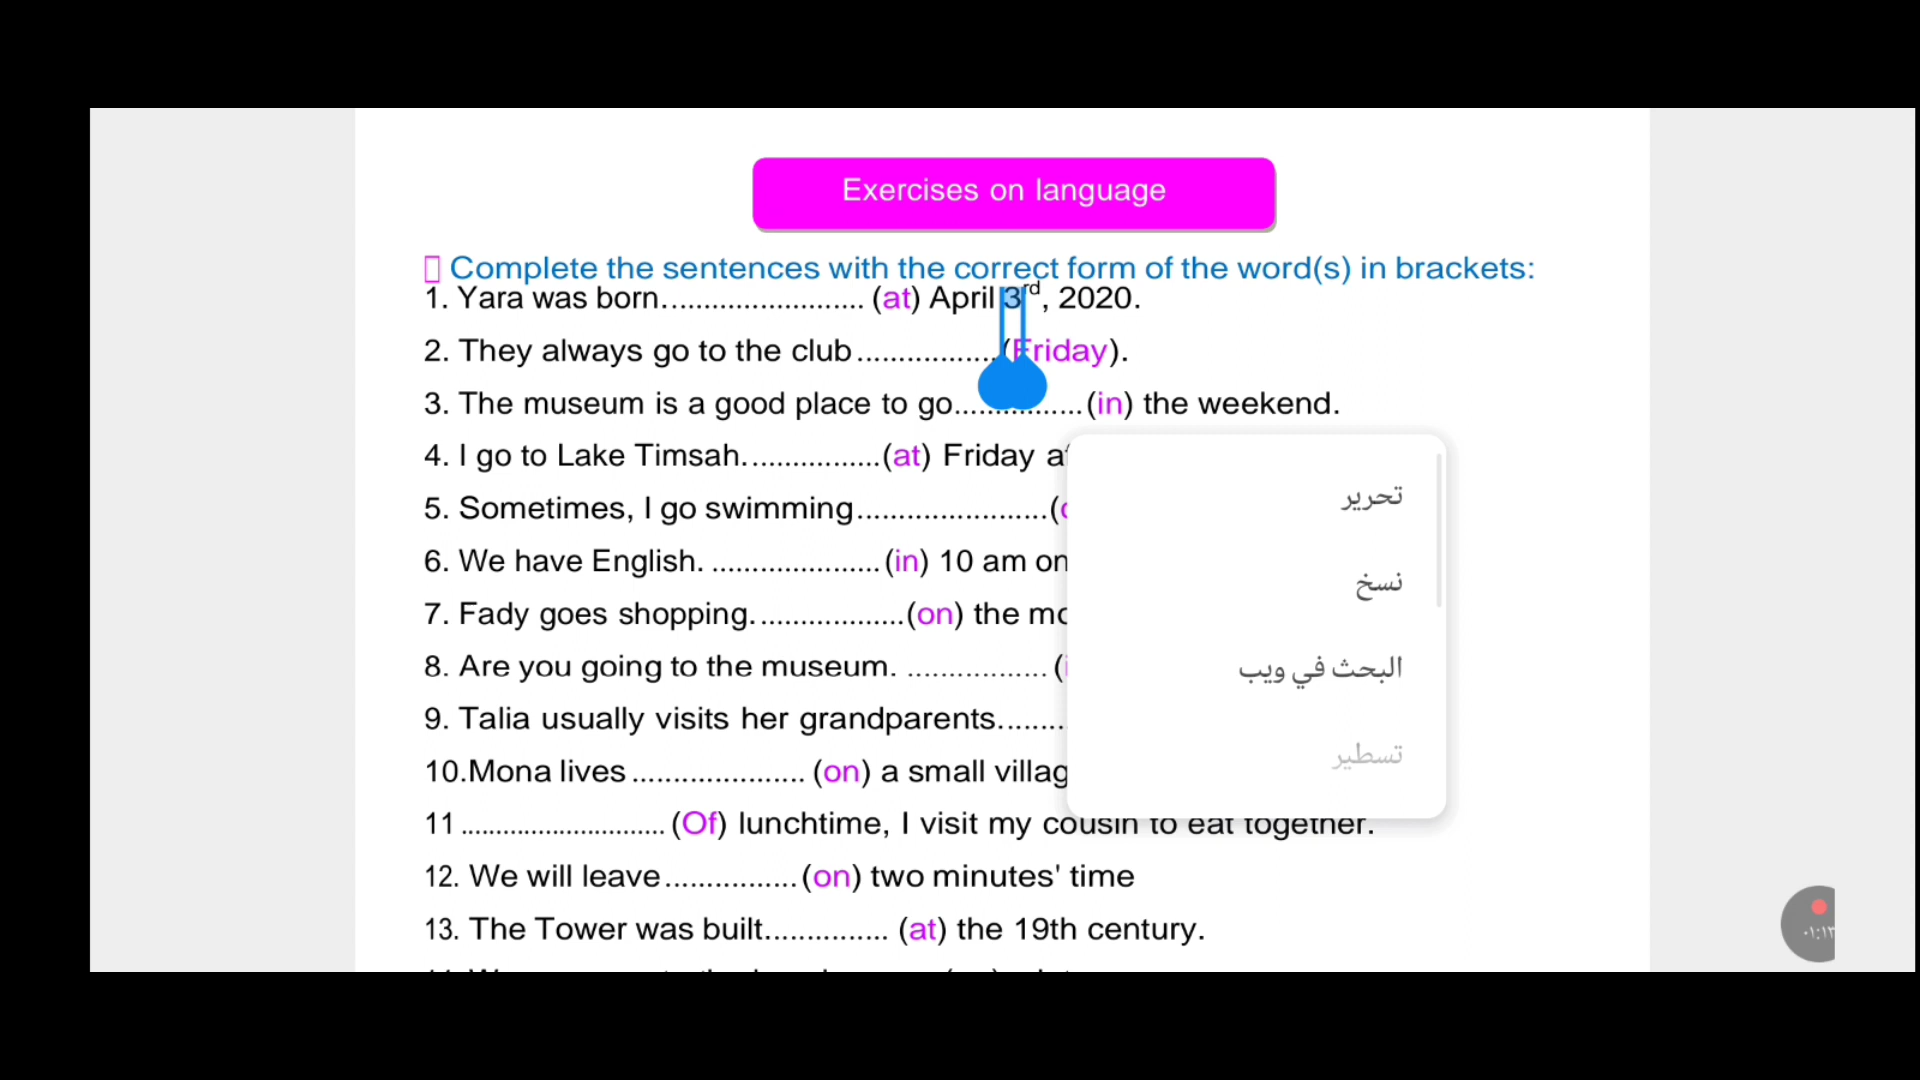 Exercises on language
Complete the sentences with the correct form of the word(s) in brackets:
1. Yara was born........................ (at) April 3rd, 2020.
2. They always go to the club................. (Friday).
3. The museum is a good place to go................(in) the weekend.
4. I go to Lake Timsah.................(at) Friday
5. Sometimes, I go swimming.......................(
6. We have English. .....................(in) 10 am on
7. Fady goes shopping...................(on) the
8. Are you going to the museum. ................. (
9. Talia usually visits her grandparents........
10.Mona lives ..................... (on) a small
11 ............................. (Of) lunchtime, I visit my cousin to eat together.
12. We will leave................(on) two minutes' time
13. The Tower was built............... (at) the 19th century.
تحرير
نسخ
البحث في ويب
تسطير
٠١:١٣